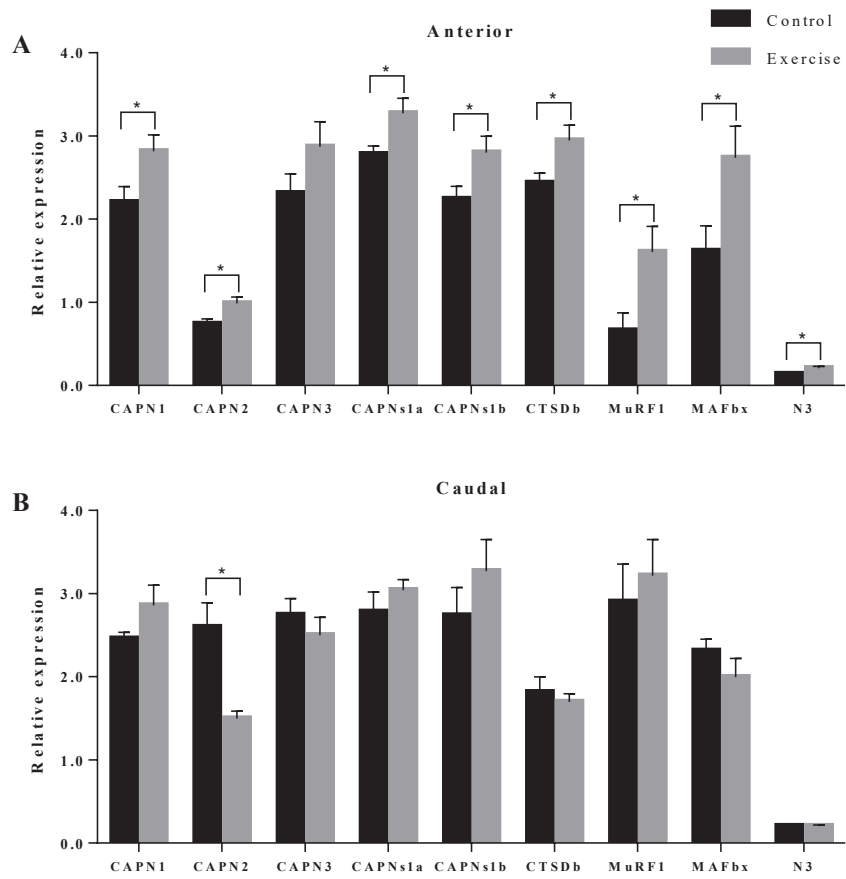 Control
A
Anterior
Exercise
4.0
*
*
*
*
*
3.0
*
2.0
*
*
1.0
*
0.0
Relative expression
CAPN1 CAPN2 CAPN3 CAPNs1a CAPNs1b CTSDb MuRF1 MAFbx N3
B
Caudal
4.0
*
3.0
2.0
1.0
0.0
Relative expression
CAPN1 CAPN2 CAPN3 CAPNs1a CAPNs1b CTSDb MuRF1 MAFbx N3